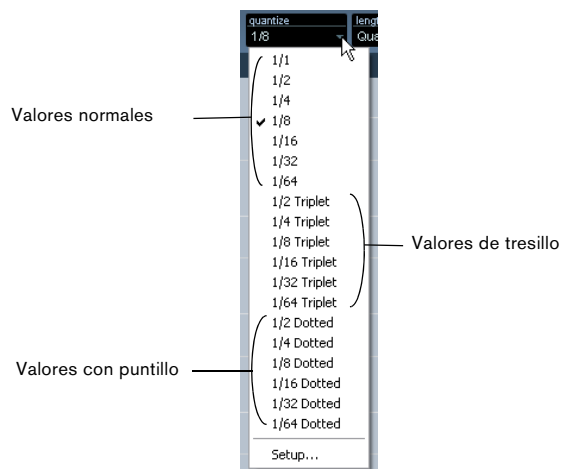 quantize
leng
1/8
Qua
1/1
1/2
1/4
1/8
1/16
1/32
1/64
1/2 Triplet
1/4 Triplet
1/8 Triplet
1/16 Triplet
1/32 Triplet
1/64 Triplet
1/2 Dotted
1/4 Dotted
1/8 Dotted
1/16 Dotted
1/32 Dotted
1/64 Dotted
Setup...
Valores normales
Valores de tresillo
Valores con puntillo